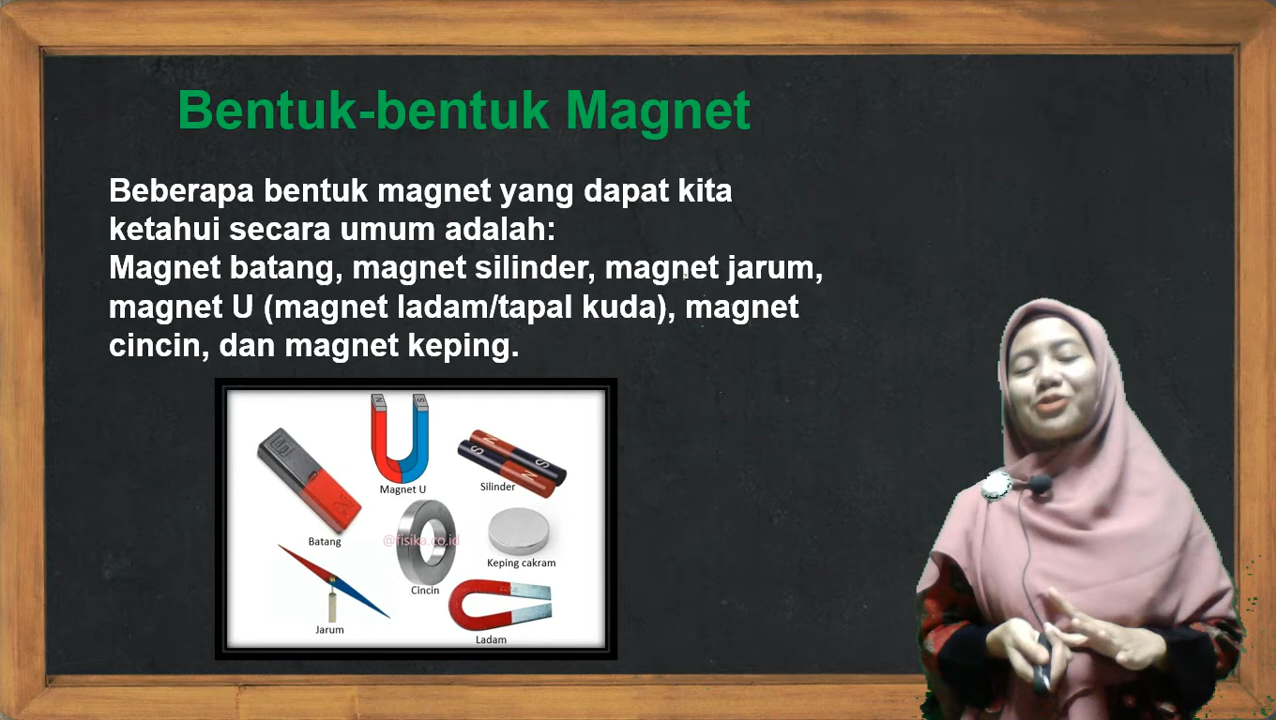 Bentuk-bentuk Magnet
Beberapa bentuk magnet yang dapat kita
ketahui secara umum adalah:
Magnet batang, magnet silinder, magnet jarum,
magnet U (magnet ladam/tapal kuda), magnet
cincin, dan magnet keping.
N S
Magnet U
N S
S N
Silinder
Batang
@fisika.co.id
Keping cakram
Cincin
Jarum
Ladam